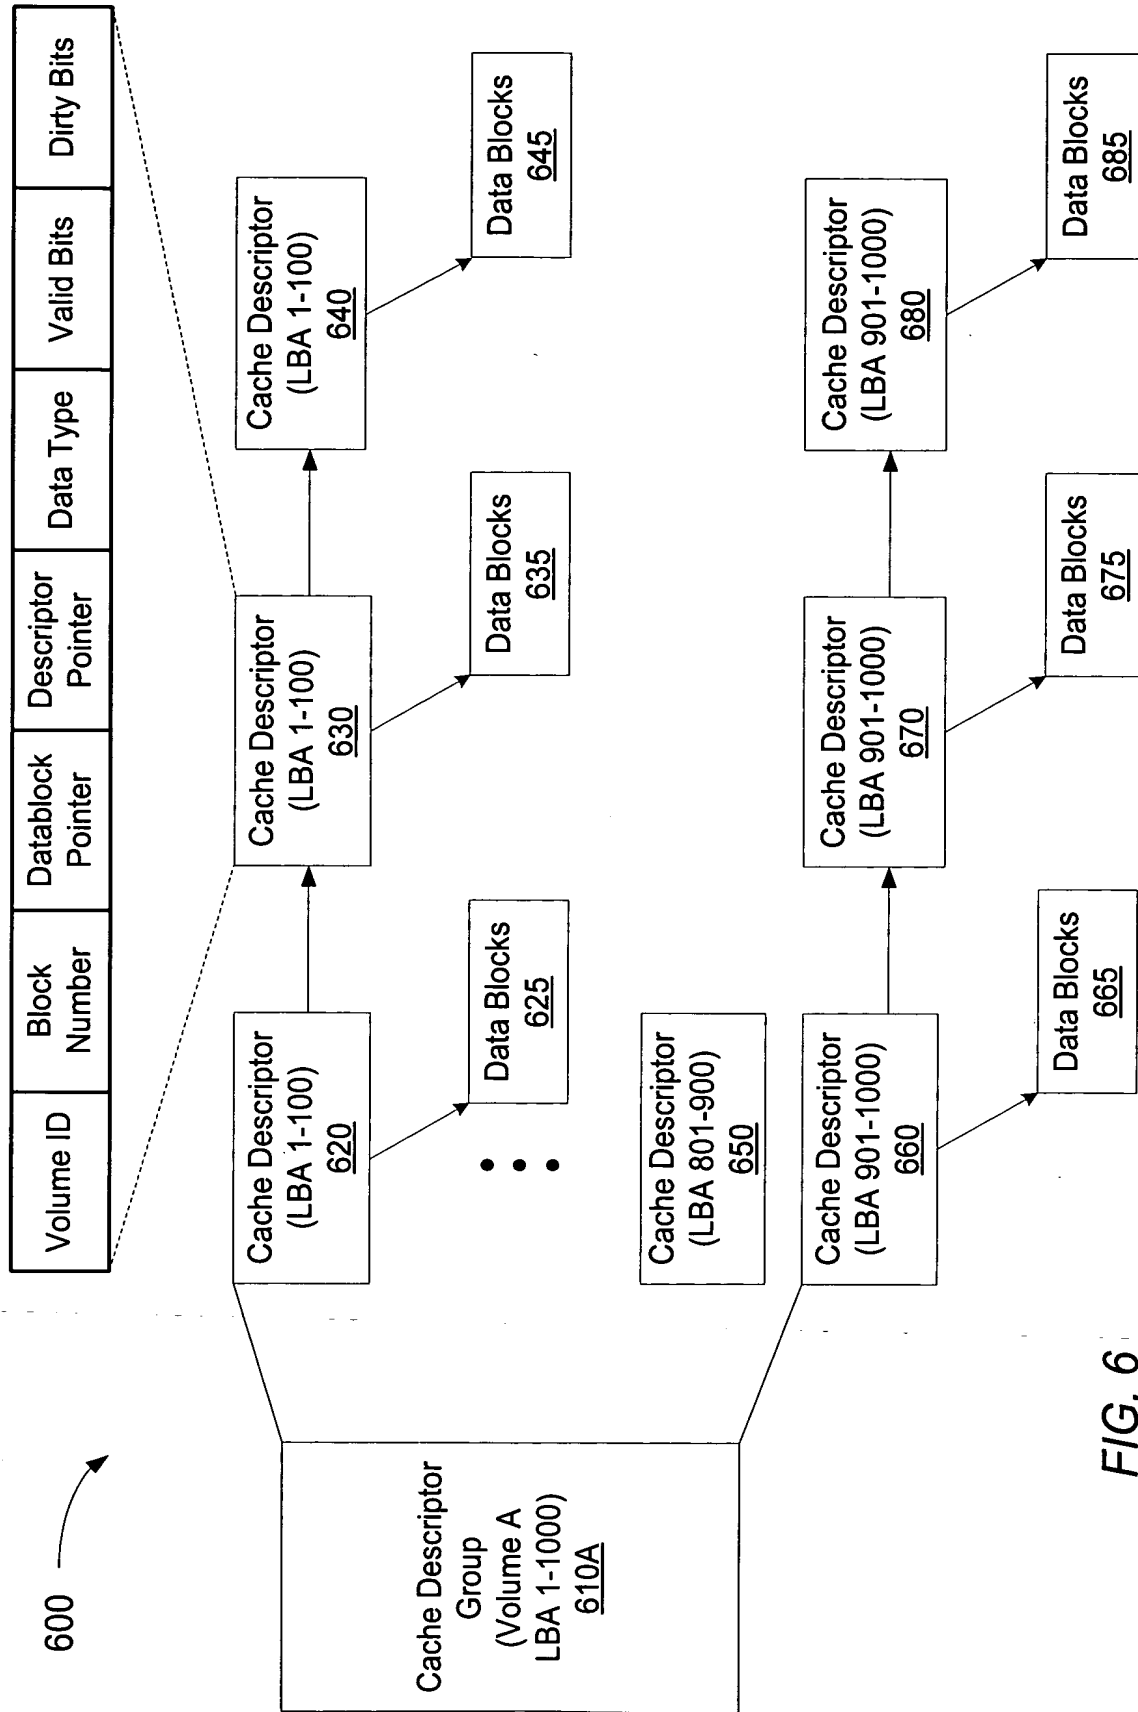 600
Volume ID
Block
Number
Datablock
Pointer
Descriptor
Pointer
Data Type
Valid Bits
Dirty Bits
Cache Descriptor
Group
(Volume A
LBA 1-1000)
610A
Cache Descriptor
(LBA 1-100)
620
Cache Descriptor
(LBA 1-100)
630
Cache Descriptor
(LBA 1-100)
640
Data Blocks
625
Data Blocks
635
Data Blocks
645
Cache Descriptor
(LBA 801-900)
650
Cache Descriptor
(LBA 901-1000)
660
Cache Descriptor
(LBA 901-1000)
670
Cache Descriptor
(LBA 901-1000)
680
Data Blocks
665
Data Blocks
675
Data Blocks
685
FIG. 6